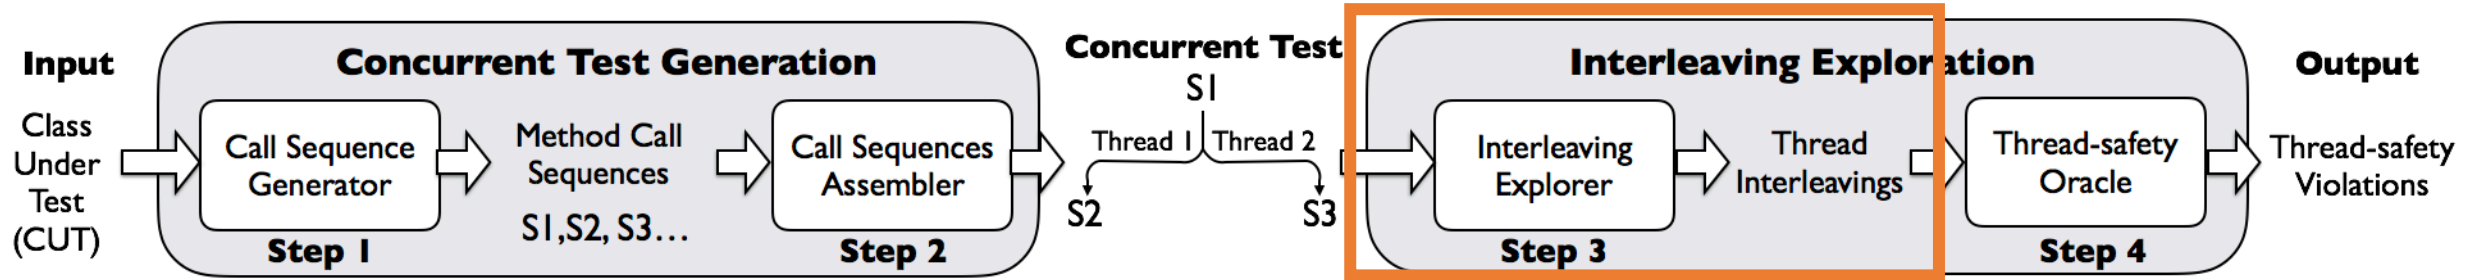 Input
Class
Under
Test
(CUT)
Concurrent Test Generation
Call Sequence
Generator
Step 1
Method Call
Sequences
S1,S2, S3...
Call Sequences
Assembler
Step 2
Concurrent Test
S1
Thread 1 Thread 2
S2 S3
Interleaving Exploration
Interleaving
Explorer
Step 3
Thread
Interleavings
Thread-safety
Oracle
Step 4
Output
Thread-safety
Violations